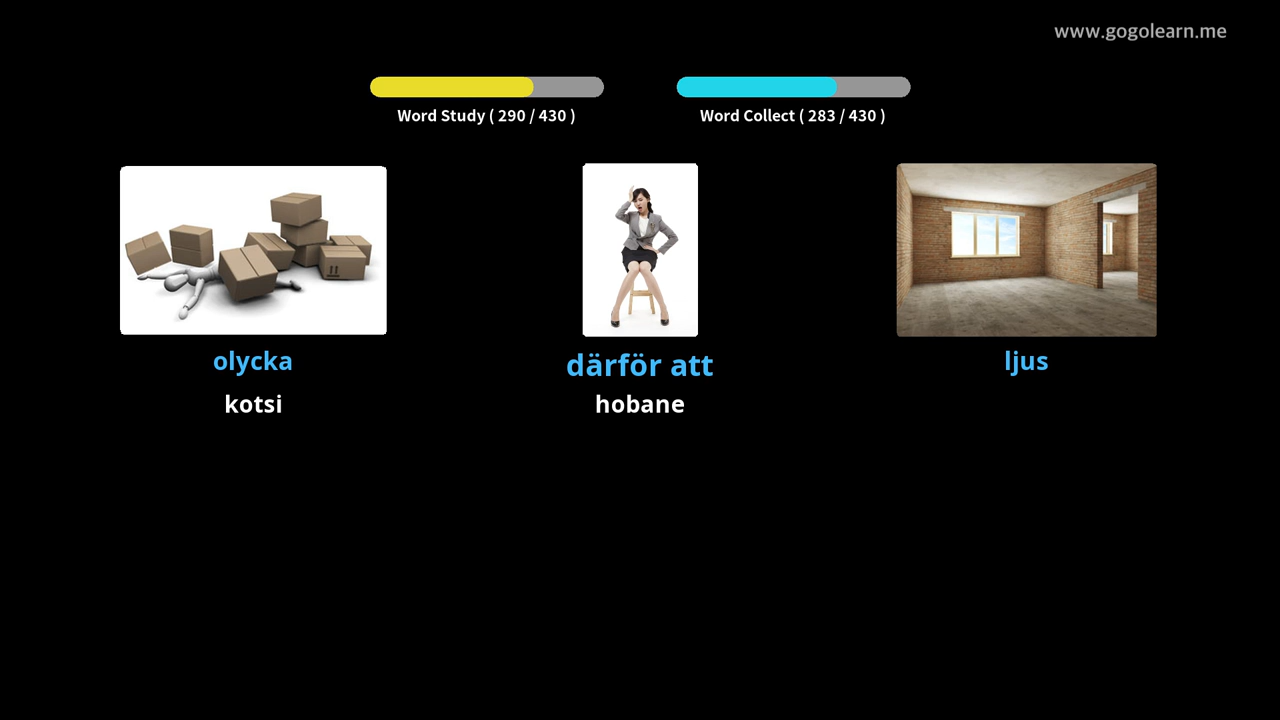 www.gogolearn.me
Word Study ( 290 / 430 )
Word Collect ( 283 / 430 )
olycka
därför att
ljus
kotsi
hobane